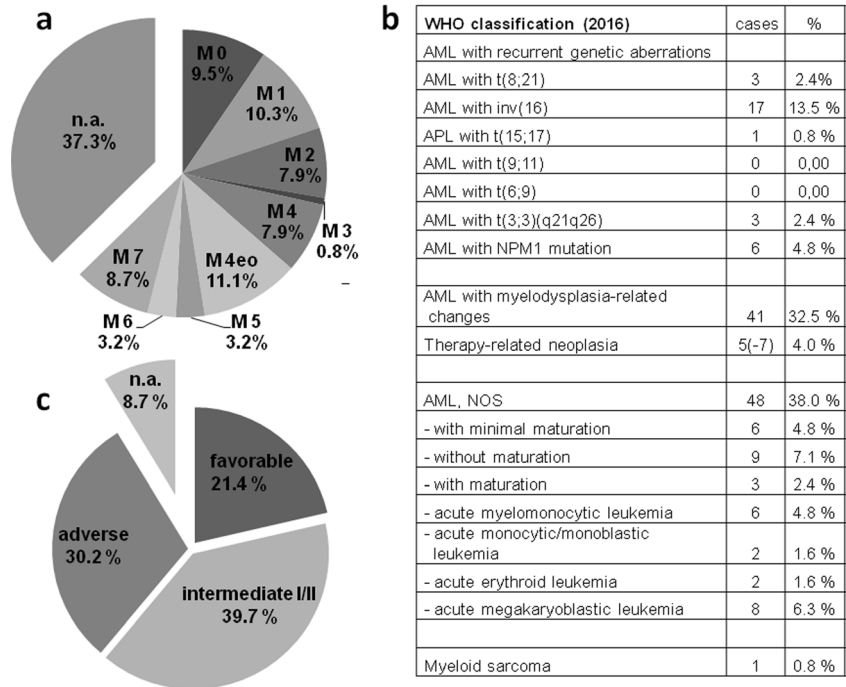 a
n.a.
37.3%
M 0
9.5%
M 1
10.3%
M 2
7.9%
M 3
0.8%
M 4
7.9%
M 4eo
11.1%
M 5
3.2%
M 6
3.2%
M 7
8.7%
b
WHO classification (2016) cases %
AML with recurrent genetic aberrations
AML with t(8;21) 3 2.4%
AML with inv(16) 17 13.5 %
APL with t(15;17) 1 0.8 %
AML with t(9;11) 0 0,00
AML with t(6;9) 0 0,00
AML with t(3;3)(q21q26) 3 2.4 %
AML with NPM1 mutation 6 4.8 %
AML with myelodysplasia-related
changes 41 32.5 %
Therapy-related neoplasia 5(-7) 4.0 %
AML, NOS 48 38.0 %
- with minimal maturation 6 4.8 %
- without maturation 9 7.1 %
- with maturation 3 2.4 %
- acute myelomonocytic leukemia 6 4.8 %
- acute monocytic/monoblastic
leukemia 2 1.6 %
- acute erythroid leukemia 2 1.6 %
- acute megakaryoblastic leukemia 8 6.3 %
Myeloid sarcoma 1 0.8 %
c
n.a.
8.7 %
favorable
21.4 %
adverse
30.2 %
intermediate I/II
39.7 %